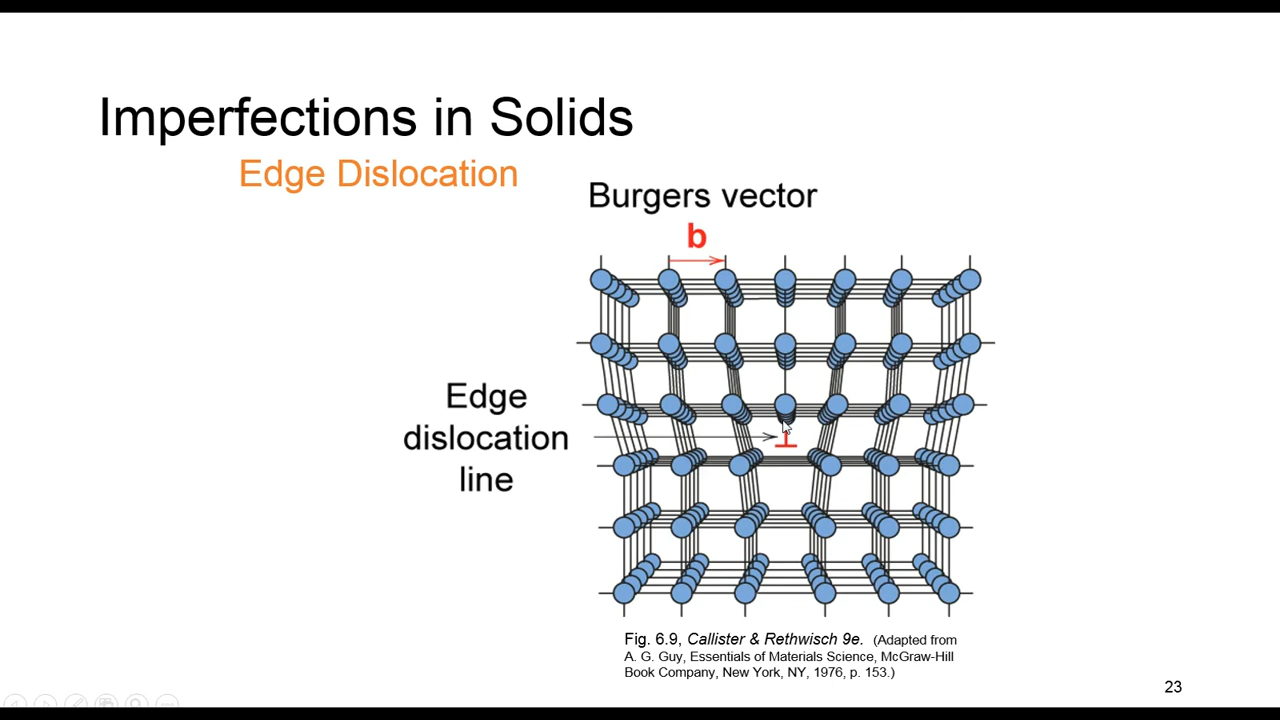 Imperfections in Solids
Edge Dislocation
Burgers vector
b
Edge
dislocation
line
Fig. 6.9, Callister & Rethwisch 9e. (Adapted from
A. G. Guy, Essentials of Materials Science, McGraw-Hill
Book Company, New York, NY, 1976, p. 153.)
23